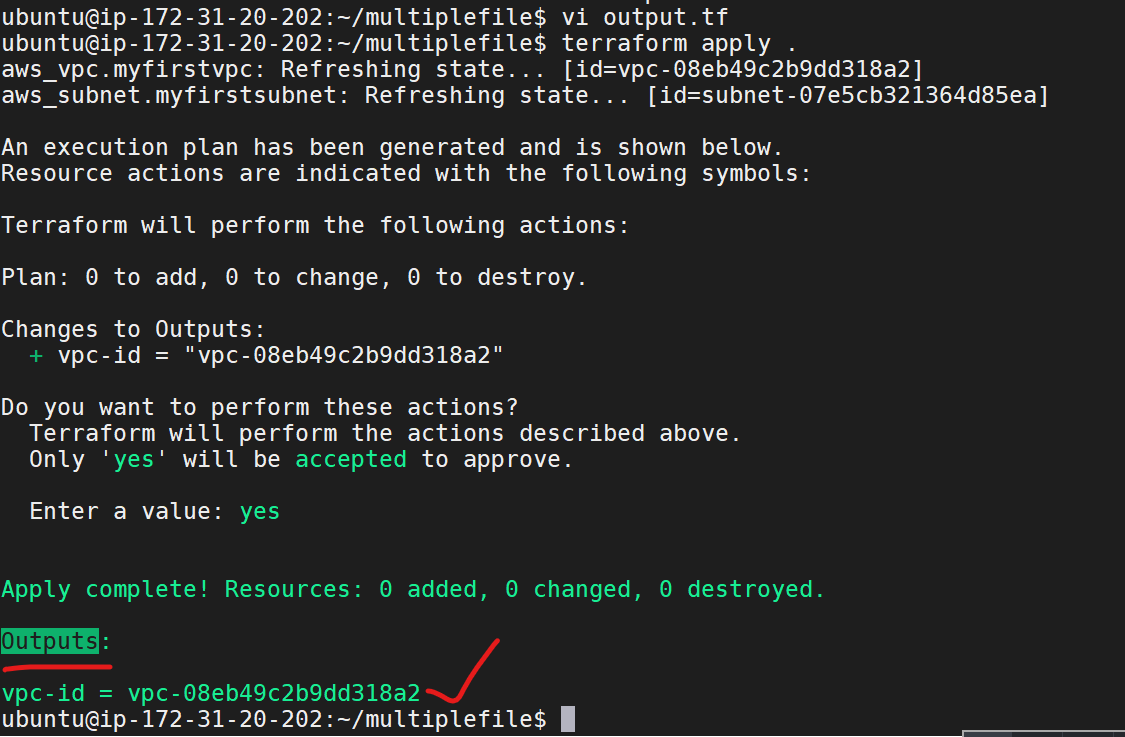 ubuntu@ip-172-31-20-202:~/multiplefile$ vi output.tf
ubuntu@ip-172-31-20-202:~/multiplefile$ terraform apply .
aws_vpc.myfirstvpc: Refreshing state... [id=vpc-08eb49c2b9dd318a2]
aws_subnet.myfirstsubnet: Refreshing state... [id=subnet-07e5cb321364d85ea]
An execution plan has been generated and is shown below.
Resource actions are indicated with the following symbols:
Terraform will perform the following actions:
Plan: 0 to add, 0 to change, 0 to destroy.
Changes to Outputs:
  + vpc-id = "vpc-08eb49c2b9dd318a2"
Do you want to perform these actions?
  Terraform will perform the actions described above.
  Only 'yes' will be accepted to approve.
  Enter a value: yes
Apply complete! Resources: 0 added, 0 changed, 0 destroyed.
Outputs:
vpc-id = vpc-08eb49c2b9dd318a2
ubuntu@ip-172-31-20-202:~/multiplefile$